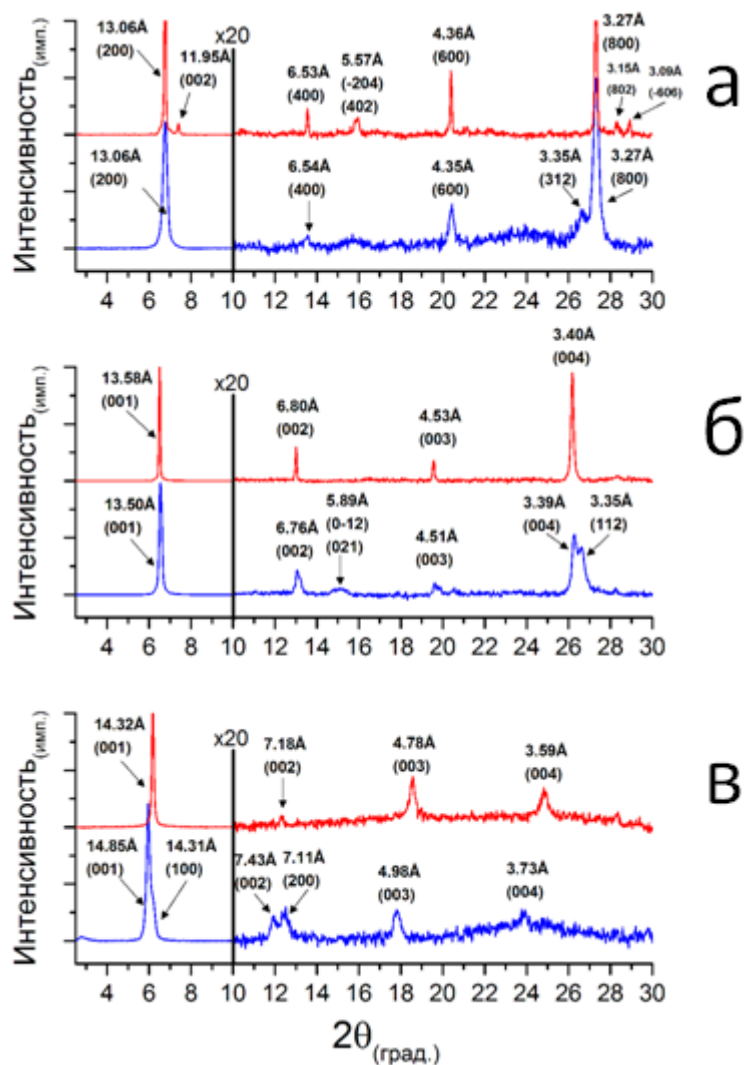 x20
13.06Å
(200)
11.95Å
(002)
6.53Å
(400)
5.57Å
(-204)
(402)
4.36Å
(600)
3.27Å
(800)
3.15Å
(802)
3.09Å
(-606)
а
13.06Å
(200)
6.54Å
(400)
4.35Å
(600)
3.35Å
(312)
3.27Å
(800)
Интенсивность(имп.)
4 6 8 10 12 14 16 18 20 22 24 26 28 30
x20
13.58Å
(001)
6.80Å
(002)
4.53Å
(003)
3.40Å
(004)
б
13.50Å
(001)
6.76Å
(002)
5.89Å
(0-12)
(021)
4.51Å
(003)
3.39Å
(004)
3.35Å
(112)
Интенсивность(имп.)
4 6 8 10 12 14 16 18 20 22 24 26 28 30
x20
14.32Å
(001)
7.18Å
(002)
4.78Å
(003)
3.59Å
(004)
в
14.85Å
(001)
14.31Å
(100)
7.43Å
(002)
7.11Å
(200)
4.98Å
(003)
3.73Å
(004)
Интенсивность(имп.)
4 6 8 10 12 14 16 18 20 22 24 26 28 30
2θ(град.)